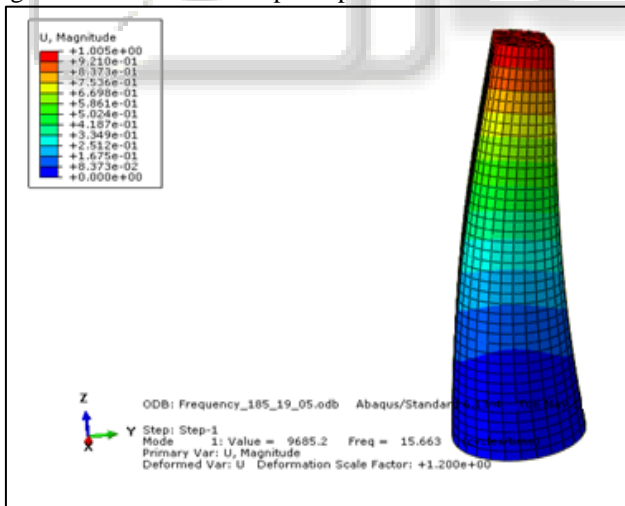 U, Magnitude
+1.005e+00
+9.210e-01
+8.373e-01
+7.536e-01
+6.698e-01
+5.861e-01
+5.024e-01
+4.187e-01
+3.349e-01
+2.512e-01
+1.675e-01
+8.373e-02
+0.000e+00
Z
Y
X
ODB: Frequency_185_19_05.odb Abaqus/Standard
Step: Step-1
Mode 1: Value = 9685.2 Freq = 15.663
Primary Var: U, Magnitude
Deformed Var: U Deformation Scale Factor: +1.200e+00